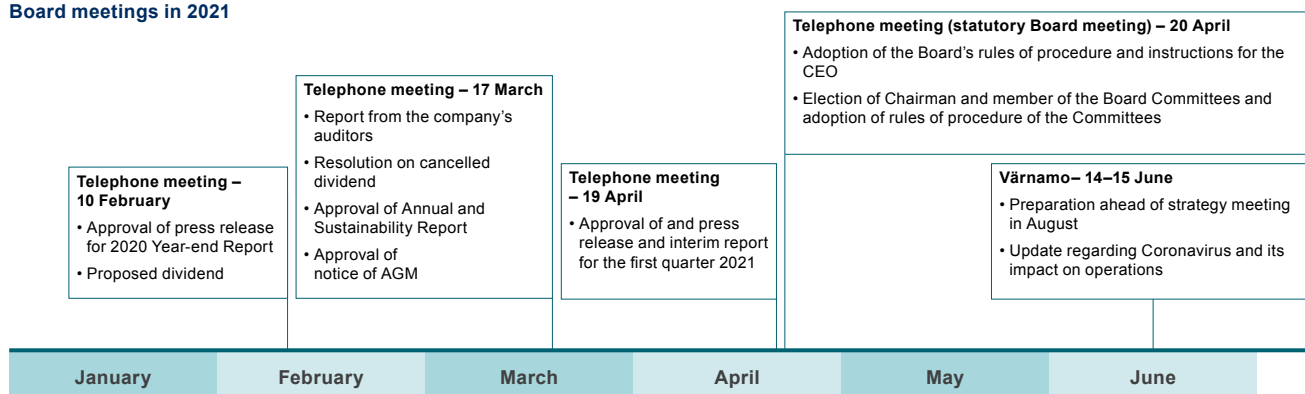 Board meetings in 2021
Telephone meeting –
10 February
• Approval of press release
for 2020 Year-end Report
• Proposed dividend
Telephone meeting – 17 March
• Report from the company’s
auditors
• Resolution on cancelled
dividend
• Approval of Annual and
Sustainability Report
• Approval of
notice of AGM
Telephone meeting
– 19 April
• Approval of and press
release and interim report
for the first quarter 2021
Telephone meeting (statutory Board meeting) – 20 April
• Adoption of the Board’s rules of procedure and instructions for the
CEO
• Election of Chairman and member of the Board Committees and
adoption of rules of procedure of the Committees
Värnamo– 14–15 June
• Preparation ahead of strategy meeting
in August
• Update regarding Coronavirus and its
impact on operations
January February March April May June